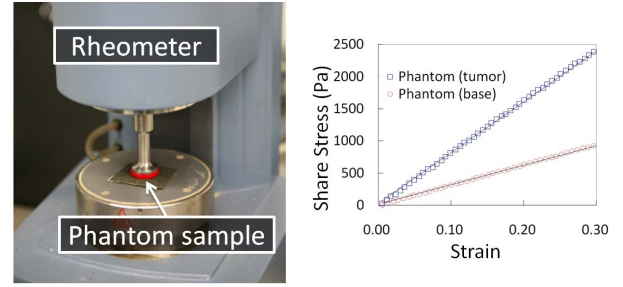 Rheometer
Phantom sample
2500
2000
1500
1000
500
0
Share Stress (Pa)
Phantom (tumor)
Phantom (base)
0.00 0.10 0.20 0.30
Strain